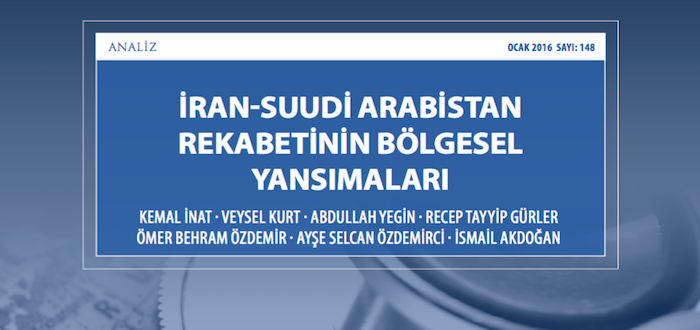 ANALİZ
OCAK 2016 SAYI: 148
İRAN-SUUDİ ARABİSTAN
REKABETİNİN BÖLGESEL
YANSIMALARI
KEMAL İNAT · VEYSEL KURT · ABDULLAH YEGİN · RECEP TAYYİP GÜRLER
ÖMER BEHRAM ÖZDEMİR · AYŞE SELCAN ÖZDEMİRCİ · İSMAİL AKDOĞAN